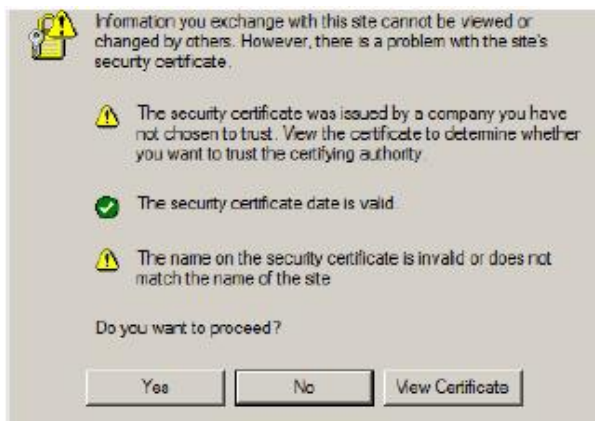 Information you exchange with this site cannot be viewed or
changed by others. However, there is a problem with the site's
security certificate.
The security certificate was issued by a company you have
not chosen to trust. View the certificate to determine whether
you want to trust the certifying authority.
The security certificate date is valid.
The name on the security certificate is invalid or does not
match the name of the site
Do you want to proceed?
Yes
No
View Certificate